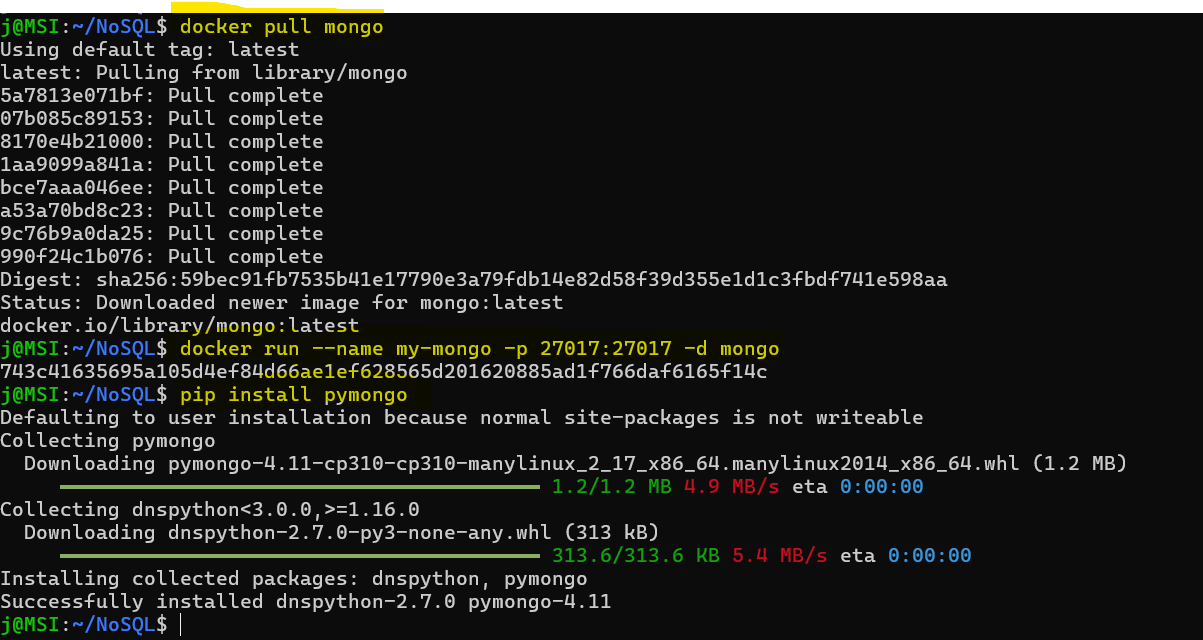 j@MSI:~/NoSQL$ docker pull mongo
Using default tag: latest
latest: Pulling from library/mongo
5a7813e071bf: Pull complete
07b085c89153: Pull complete
8170e4b21000: Pull complete
1aa9099a841a: Pull complete
bce7aaa046ee: Pull complete
a53a70bd8c23: Pull complete
9c76b9a0da25: Pull complete
990f24c1b076: Pull complete
Digest: sha256:59bec91fb7535b41e17790e3a79fdb14e82d58f39d355e1d1c3fbdf741e598aa
Status: Downloaded newer image for mongo:latest
docker.io/library/mongo:latest
j@MSI:~/NoSQL$ docker run --name my-mongo -p 27017:27017 -d mongo
743c41635695a105d4ef84d66ae1ef628565d201620885ad1f766daf6165f14c
j@MSI:~/NoSQL$ pip install pymongo
Defaulting to user installation because normal site-packages is not writeable
Collecting pymongo
  Downloading pymongo-4.11-cp310-cp310-manylinux_2_17_x86_64.manylinux2014_x86_64.whl (1.2 MB)
1.2/1.2 MB 4.9 MB/s eta 0:00:00
Collecting dnspython<3.0.0,>=1.16.0
  Downloading dnspython-2.7.0-py3-none-any.whl (313 kB)
313.6/313.6 KB 5.4 MB/s eta 0:00:00
Installing collected packages: dnspython, pymongo
Successfully installed dnspython-2.7.0 pymongo-4.11
j@MSI:~/NoSQL$